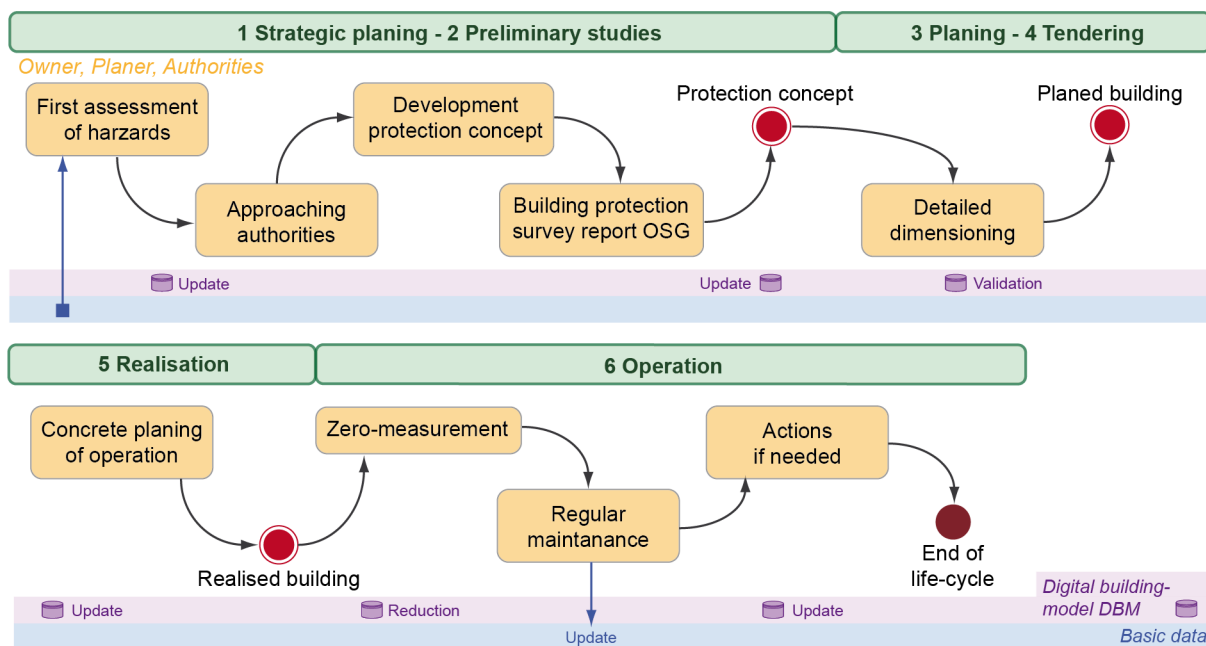 1 Strategic planing - 2 Preliminary studies
3 Planing - 4 Tendering
Owner, Planer, Authorities
First assessment
of harzards
Development
protection concept
Protection concept
Planed building
Approaching
authorities
Building protection
survey report OSG
Detailed
dimensioning
Update
Update
Validation
5 Realisation
6 Operation
Concrete planing
of operation
Zero-measurement
Actions
if needed
Regular
maintanance
Realised building
End of
life-cycle
Update
Reduction
Update
Digital building-
model DBM
Update
Basic data